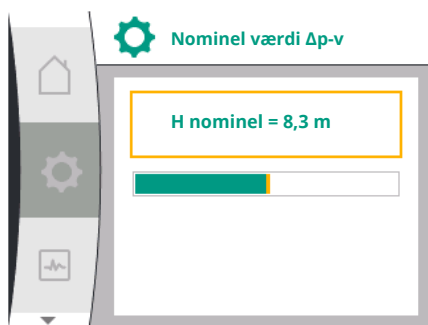 Nominel værdi Δp-v
H nominel = 8,3 m